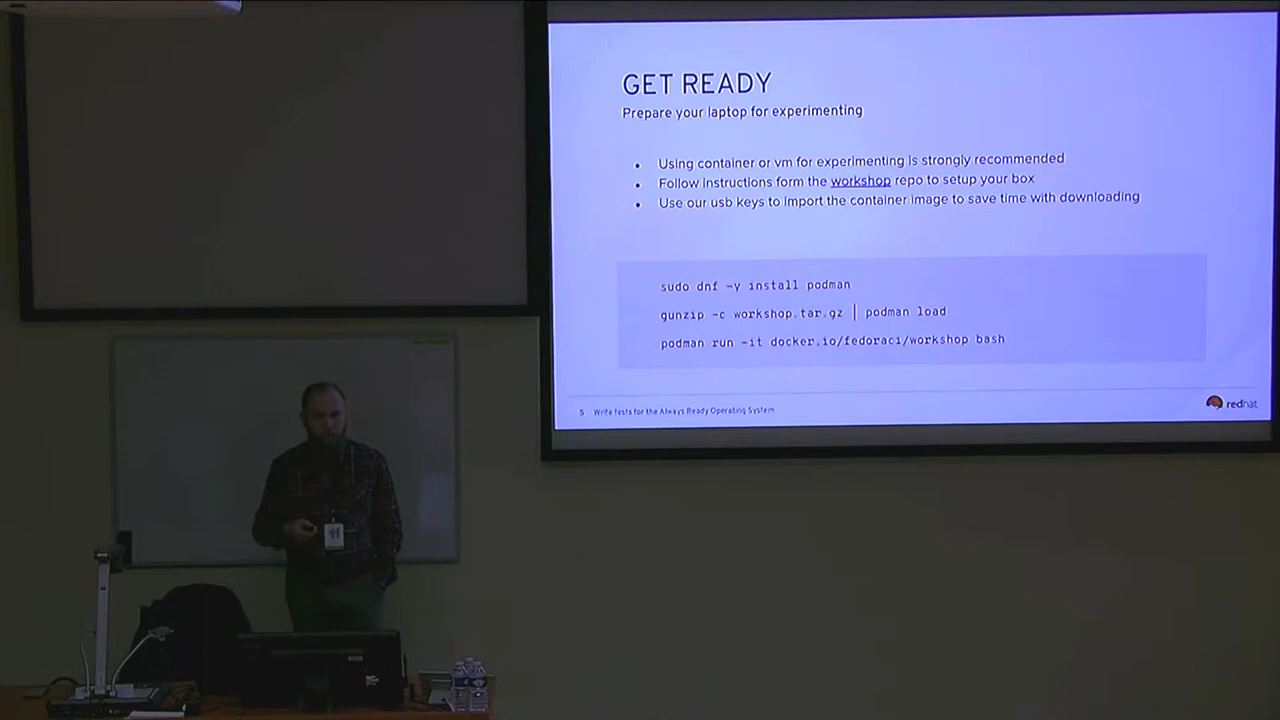 GET READY
Prepare your laptop for experimenting
Using container or vm for experimenting is strongly recommended
Follow instructions form the workshop repo to setup your box
Use our usb keys to import the container image to save time with downloading
sudo dnf -y install podman
gunzip -c workshop.tar.gz | podman load
podman run -it docker.io/fedoraci/workshop bash
5 Write tests for the Always Ready Operating System
redhat